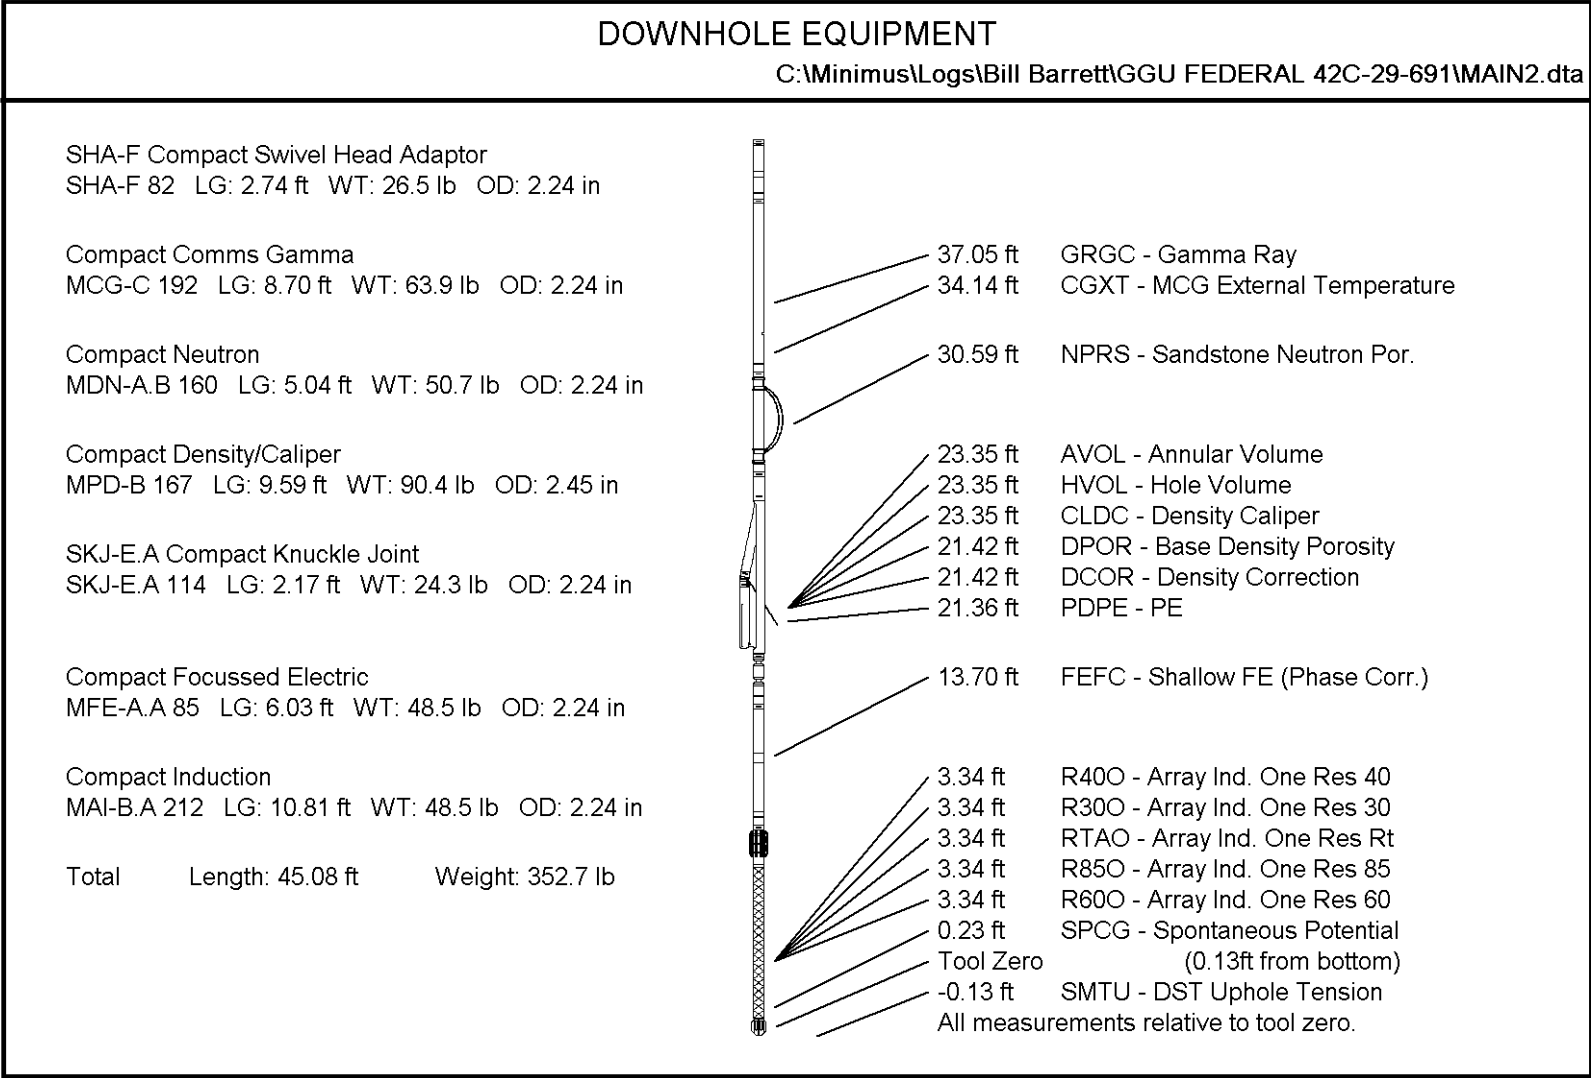 DOWNHOLE EQUIPMENT
C:\Minimus\Logs\Bill Barrett\GGU FEDERAL 42C-29-691\MAIN2.dta
SHA-F Compact Swivel Head Adaptor
SHA-F 82 LG: 2.74 ft WT: 26.5 lb OD: 2.24 in
Compact Comms Gamma
MCG-C 192 LG: 8.70 ft WT: 63.9 lb OD: 2.24 in
Compact Neutron
MDN-A.B 160 LG: 5.04 ft WT: 50.7 lb OD: 2.24 in
Compact Density/Caliper
MPD-B 167 LG: 9.59 ft WT: 90.4 lb OD: 2.45 in
SKJ-E.A Compact Knuckle Joint
SKJ-E.A 114 LG: 2.17 ft WT: 24.3 lb OD: 2.24 in
Compact Focussed Electric
MFE-A.A 85 LG: 6.03 ft WT: 48.5 lb OD: 2.24 in
Compact Induction
MAI-B.A 212 LG: 10.81 ft WT: 48.5 lb OD: 2.24 in
Total Length: 45.08 ft Weight: 352.7 lb
37.05 ft GRGC - Gamma Ray
34.14 ft CGXT - MCG External Temperature
30.59 ft NPRS - Sandstone Neutron Por.
23.35 ft AVOL - Annular Volume
23.35 ft HVOL - Hole Volume
23.35 ft CLDC - Density Caliper
21.42 ft DPOR - Base Density Porosity
21.42 ft DCOR - Density Correction
21.36 ft PDPE - PE
13.70 ft FEFC - Shallow FE (Phase Corr.)
3.34 ft R40O - Array Ind. One Res 40
3.34 ft R30O - Array Ind. One Res 30
3.34 ft RTAO - Array Ind. One Res Rt
3.34 ft R85O - Array Ind. One Res 85
3.34 ft R60O - Array Ind. One Res 60
0.23 ft SPCG - Spontaneous Potential
Tool Zero (0.13ft from bottom)
-0.13 ft SMTU - DST Uphole Tension
All measurements relative to tool zero.